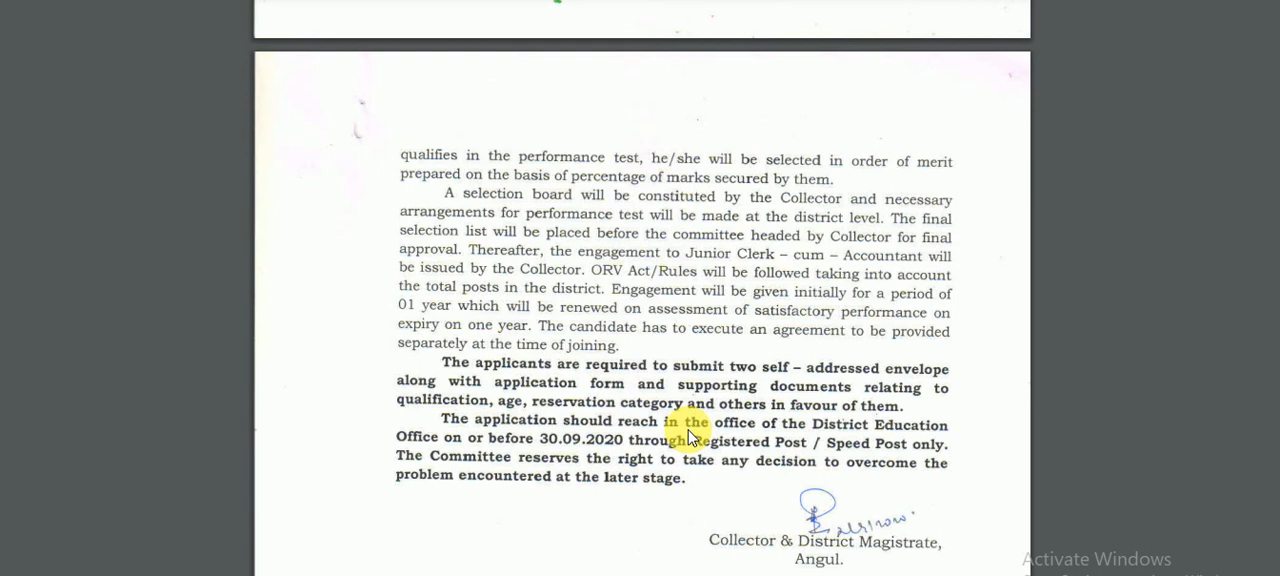 qualifies in the performance test, he/she will be selected in order of merit
prepared on the basis of percentage of marks secured by them.
A selection board will be constituted by the Collector and necessary
arrangements for performance test will be made at the district level. The final
selection list will be placed before the committee headed by Collector for final
approval. Thereafter, the engagement to Junior Clerk – cum – Accountant will
be issued by the Collector. ORV Act/Rules will be followed taking into account
the total posts in the district. Engagement will be given initially for a period of
01 year which will be renewed on assessment of satisfactory performance on
expiry on one year. The candidate has to execute an agreement to be provided
separately at the time of joining.
The applicants are required to submit two self – addressed envelope
along with application form and supporting documents relating to
qualification, age, reservation category and others in favour of them.
The application should reach in the office of the District Education
Office on or before 30.09.2020 through Registered Post / Speed Post only.
The Committee reserves the right to take any decision to overcome the
problem encountered at the later stage.
Collector & District Magistrate,
Angul.
Activate Windows